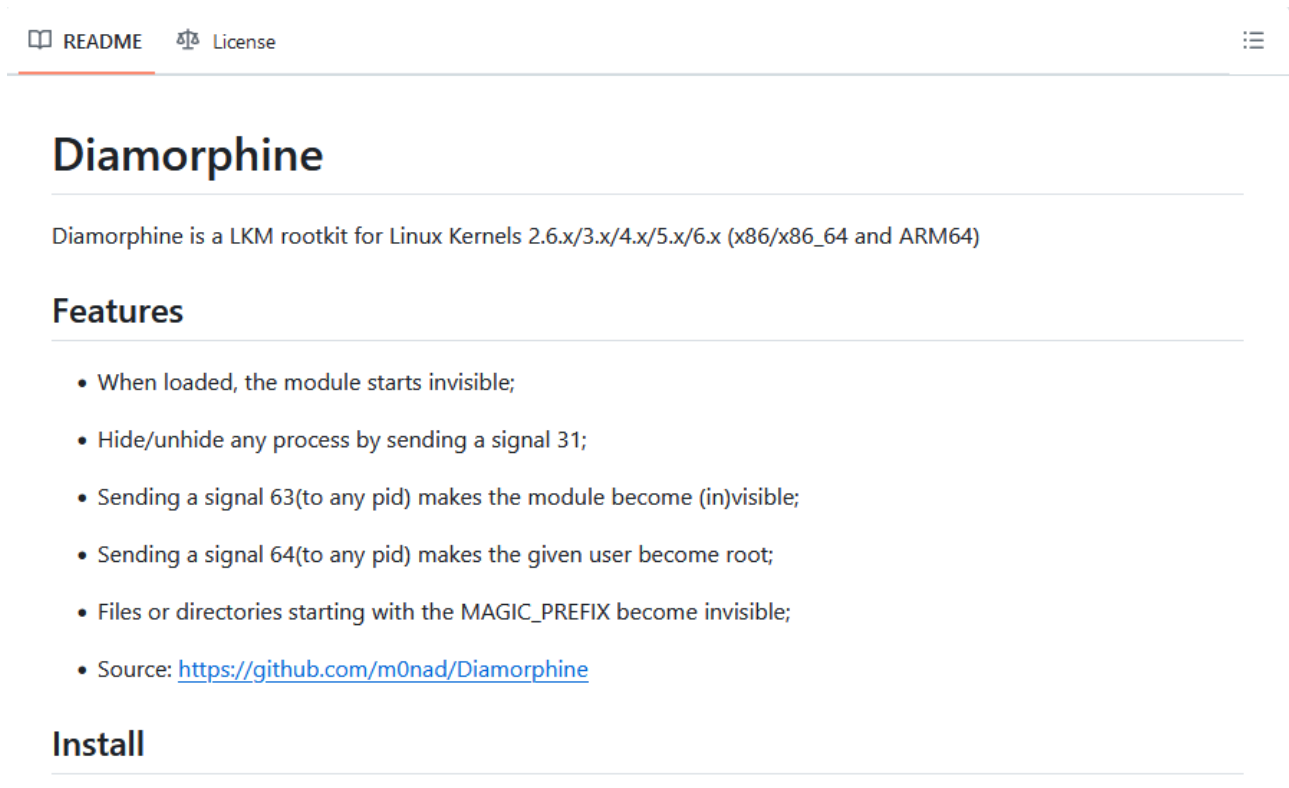 README License
Diamorphine
Diamorphine is a LKM rootkit for Linux Kernels 2.6.x/3.x/4.x/5.x/6.x (x86/x86_64 and ARM64)
Features
• When loaded, the module starts invisible;
• Hide/unhide any process by sending a signal 31;
• Sending a signal 63(to any pid) makes the module become (in)visible;
• Sending a signal 64(to any pid) makes the given user become root;
• Files or directories starting with the MAGIC_PREFIX become invisible;
• Source: https://github.com/m0nad/Diamorphine
Install